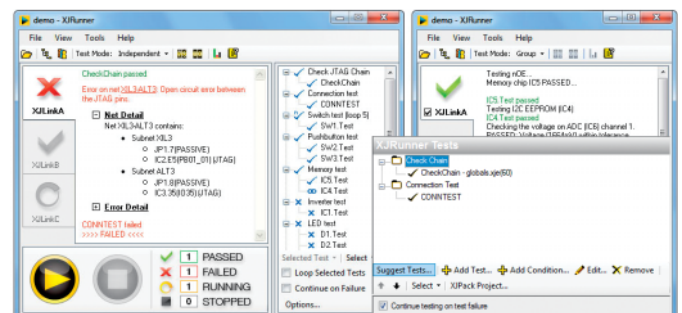 demo - XJRunner
File View Tools Help
Test Mode: Independent
XJLinkA
XJLinkB
XJLinkC
CheckChain passed
Error on net XIL3-ALT3: Open circuit error between
the JTAG pins.
Net Detail
Net XIL3-ALT3 contains:
Subnet XIL3
JP1.7(PASSIVE)
IC2.E5(PB01_01)(JTAG)
Subnet ALT3
JP1.8(PASSIVE)
IC3.35(IO35)(JTAG)
Error Detail
CONNTEST failed
>>>> FAILED <<<<
1 PASSED
1 FAILED
1 RUNNING
0 STOPPED
Check JTAG Chain
CheckChain
Connection test
CONNTEST
Switch test (loop 5)
SW1.Test
Pushbutton test
SW2.Test
SW3.Test
Memory test
IC5.Test
IC4.Test
Inverter test
IC1.Test
LED test
D1.Test
D2.Test
Selected Test Select
Loop Selected Tests
Continue on Failure
Options...
demo - XJRunner
File View Tools Help
Test Mode: Group
XJLinkA
Testing nOE...
Memory chip IC5 PASSED...
IC5.Test passed
Testing I2C EEPROM (IC4)
IC4.Test passed
Checking the voltage on ADC (IC6) channel 1.
XJRunner Tests
Check Chain
CheckChain - globals.xje(60)
Connection Test
CONNTEST
Suggest Tests... Add Test... Add Condition... Edit... Remove
Select XJPack Project...
Continue testing on test failure